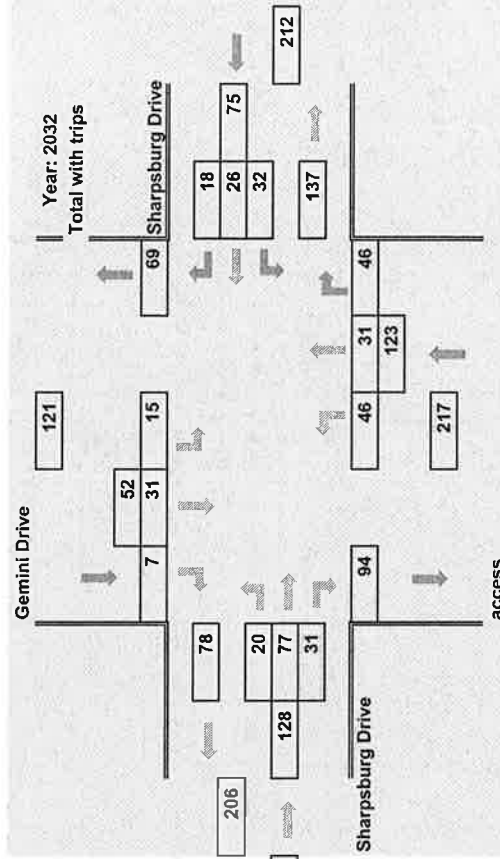 Gemini Drive
Year: 2032
Total with trips
121
52
7 31 15
69
Sharpsburg Drive
78
18
206
20
26 75
128 77
32
212
31
137
94
46 31 46
123
Sharpsburg Drive
217
access